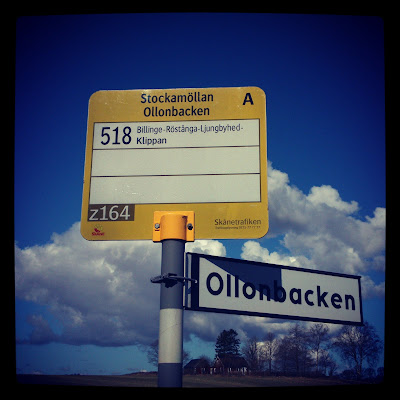 Stockamöllan A
Ollonbacken
518 Billinge-Röstånga-Ljungbyhed-
Klippan
z164
Skånetrafiken
Ollonbacken